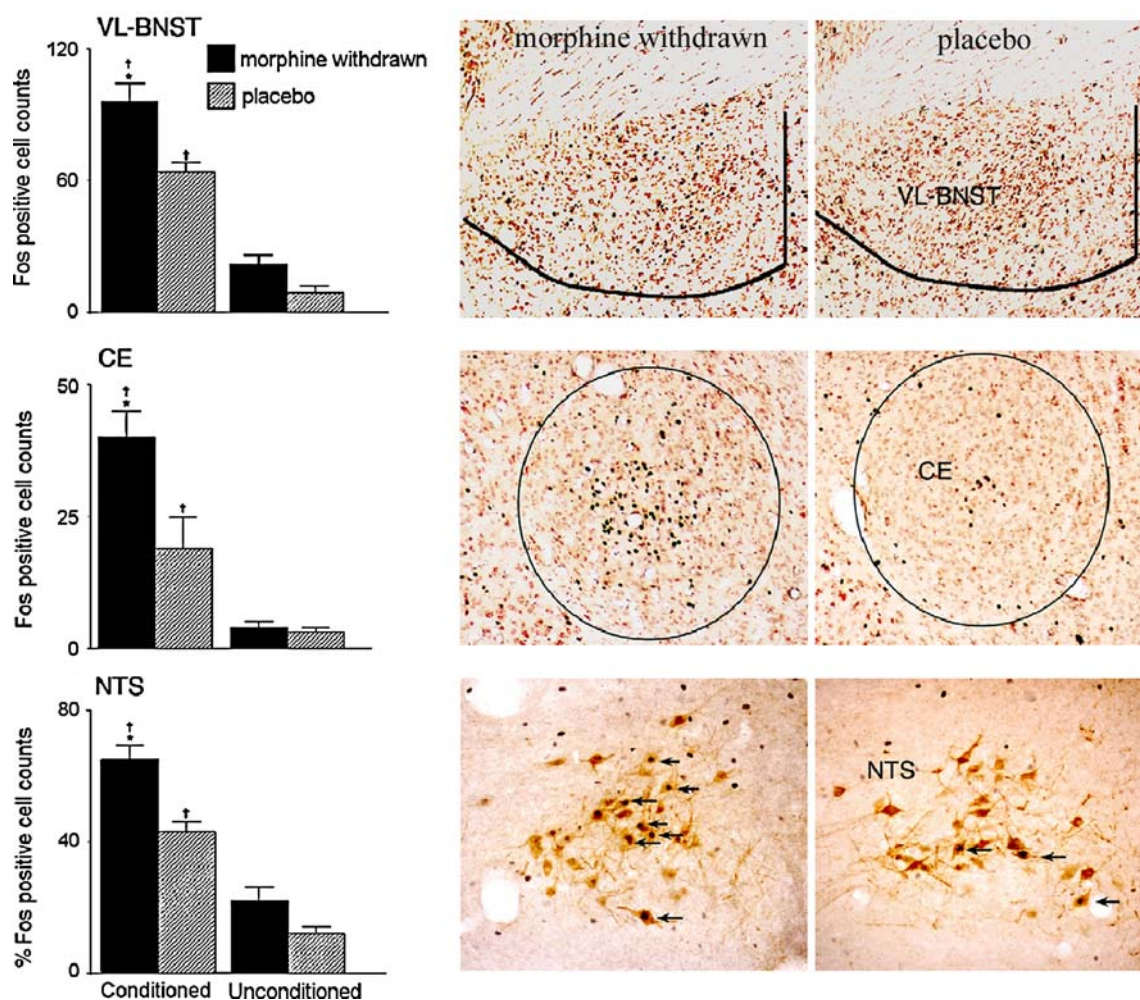 VL-BNST
morphine withdrawn
placebo
Fos positive cell counts
120
60
0
†
*
†
morphine withdrawn
placebo
VL-BNST
CE
Fos positive cell counts
50
25
0
†
*
†
CE
NTS
% Fos positive cell counts
80
40
0
†
*
†
Conditioned Unconditioned
NTS